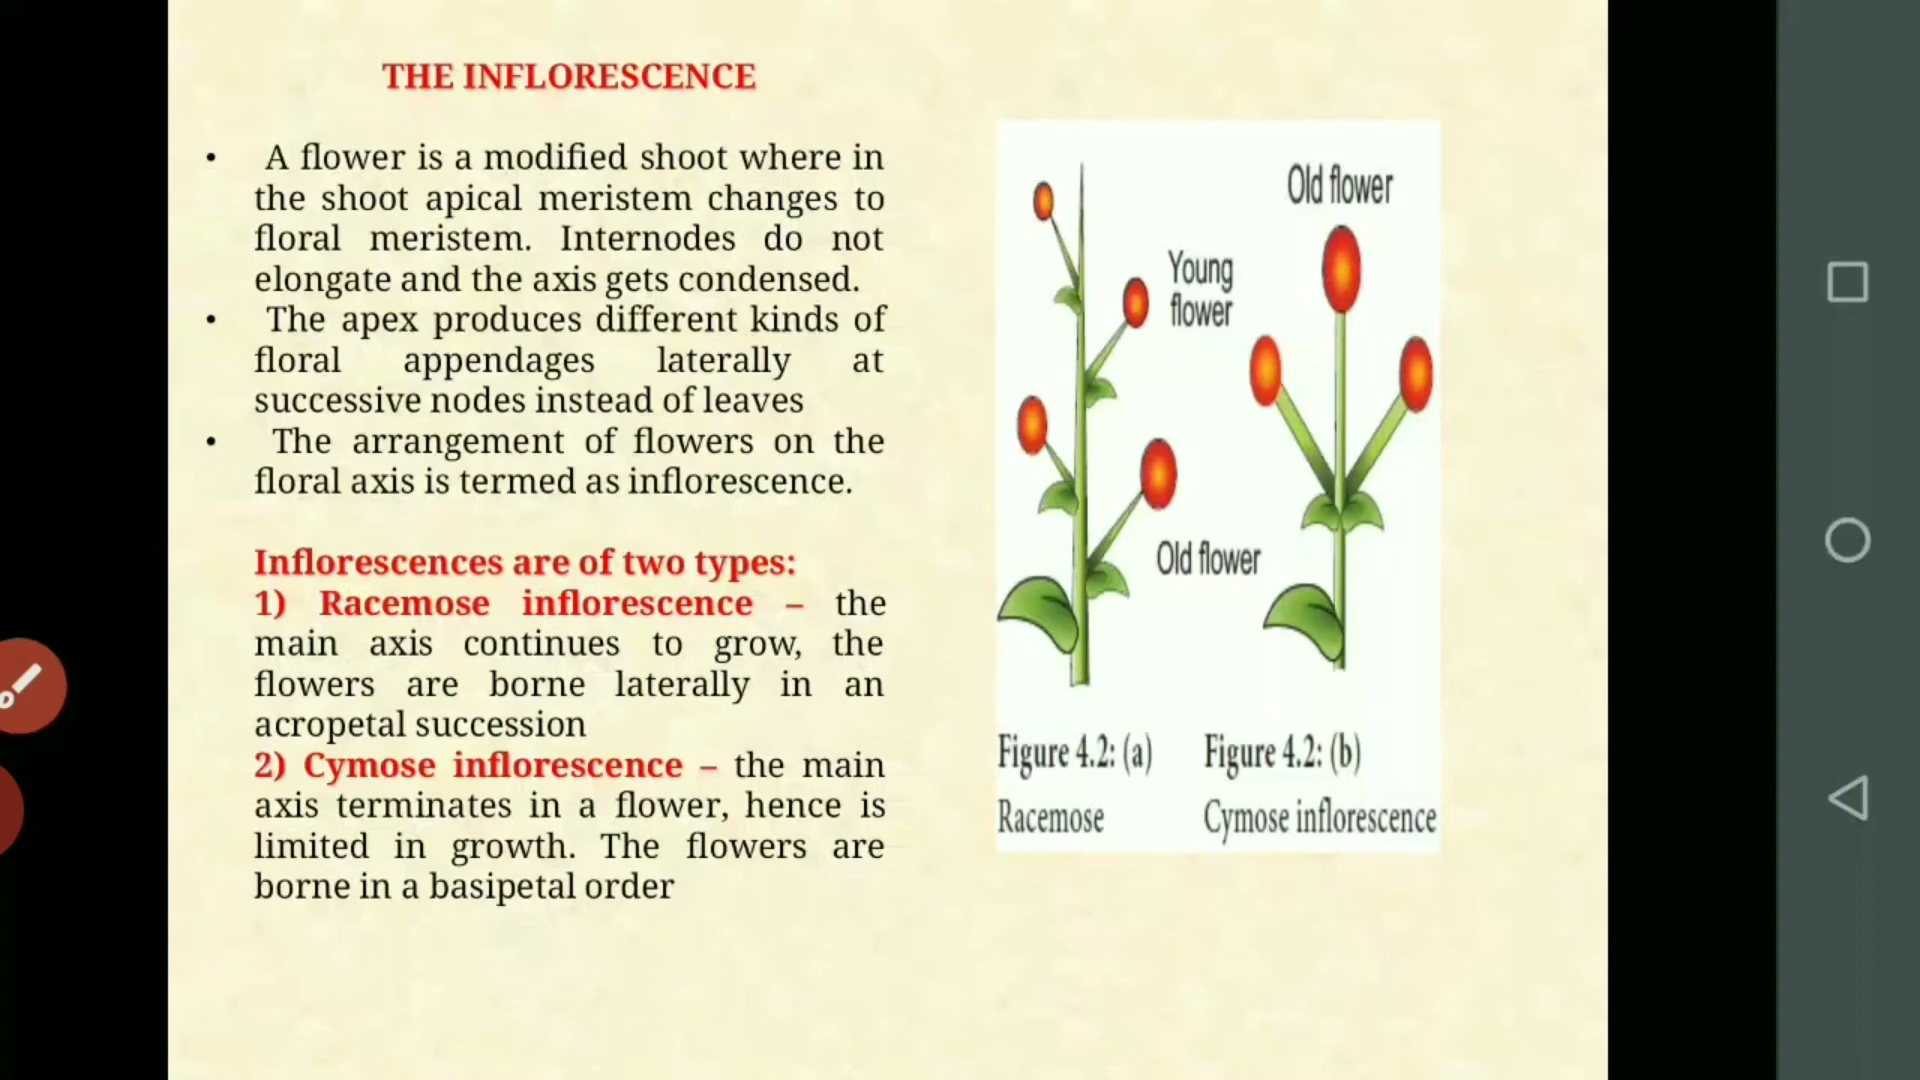 THE INFLORESCENCE
• A flower is a modified shoot where in
the shoot apical meristem changes to
floral meristem. Internodes do not
elongate and the axis gets condensed.
• The apex produces different kinds of
floral appendages laterally at
successive nodes instead of leaves
• The arrangement of flowers on the
floral axis is termed as inflorescence.
Inflorescences are of two types:
1) Racemose inflorescence – the
main axis continues to grow, the
flowers are borne laterally in an
acropetal succession
2) Cymose inflorescence – the main
axis terminates in a flower, hence is
limited in growth. The flowers are
borne in a basipetal order
Old flower
Young
flower
Old flower
Figure 4.2: (a)
Racemose
Figure 4.2: (b)
Cymose inflorescence